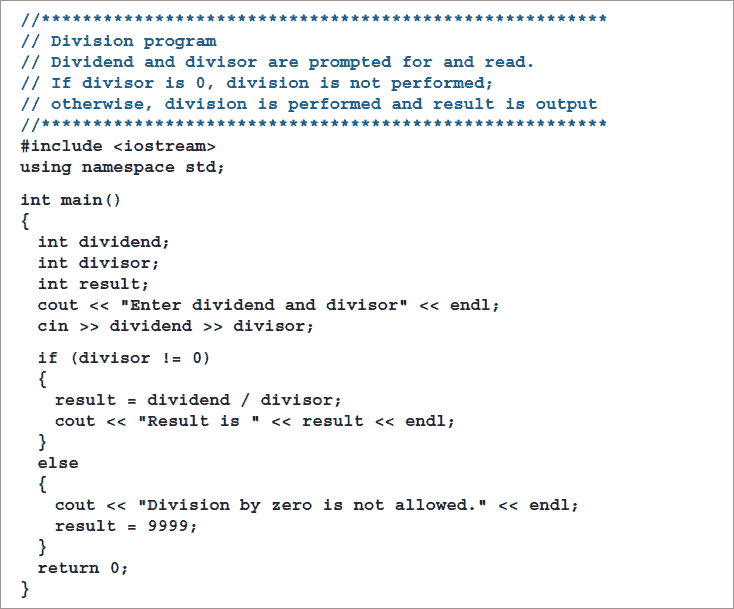 //*******************************************************
// Division program
// Dividend and divisor are prompted for and read.
// If divisor is 0, division is not performed;
// otherwise, division is performed and result is output
//*******************************************************
#include <iostream>
using namespace std;
int main()
{
int dividend;
int divisor;
int result;
cout << "Enter dividend and divisor" << endl;
cin >> dividend >> divisor;
if (divisor != 0)
{
result = dividend / divisor;
cout << "Result is " << result << endl;
}
else
{
cout << "Division by zero is not allowed." << endl;
result = 9999;
}
return 0;
}